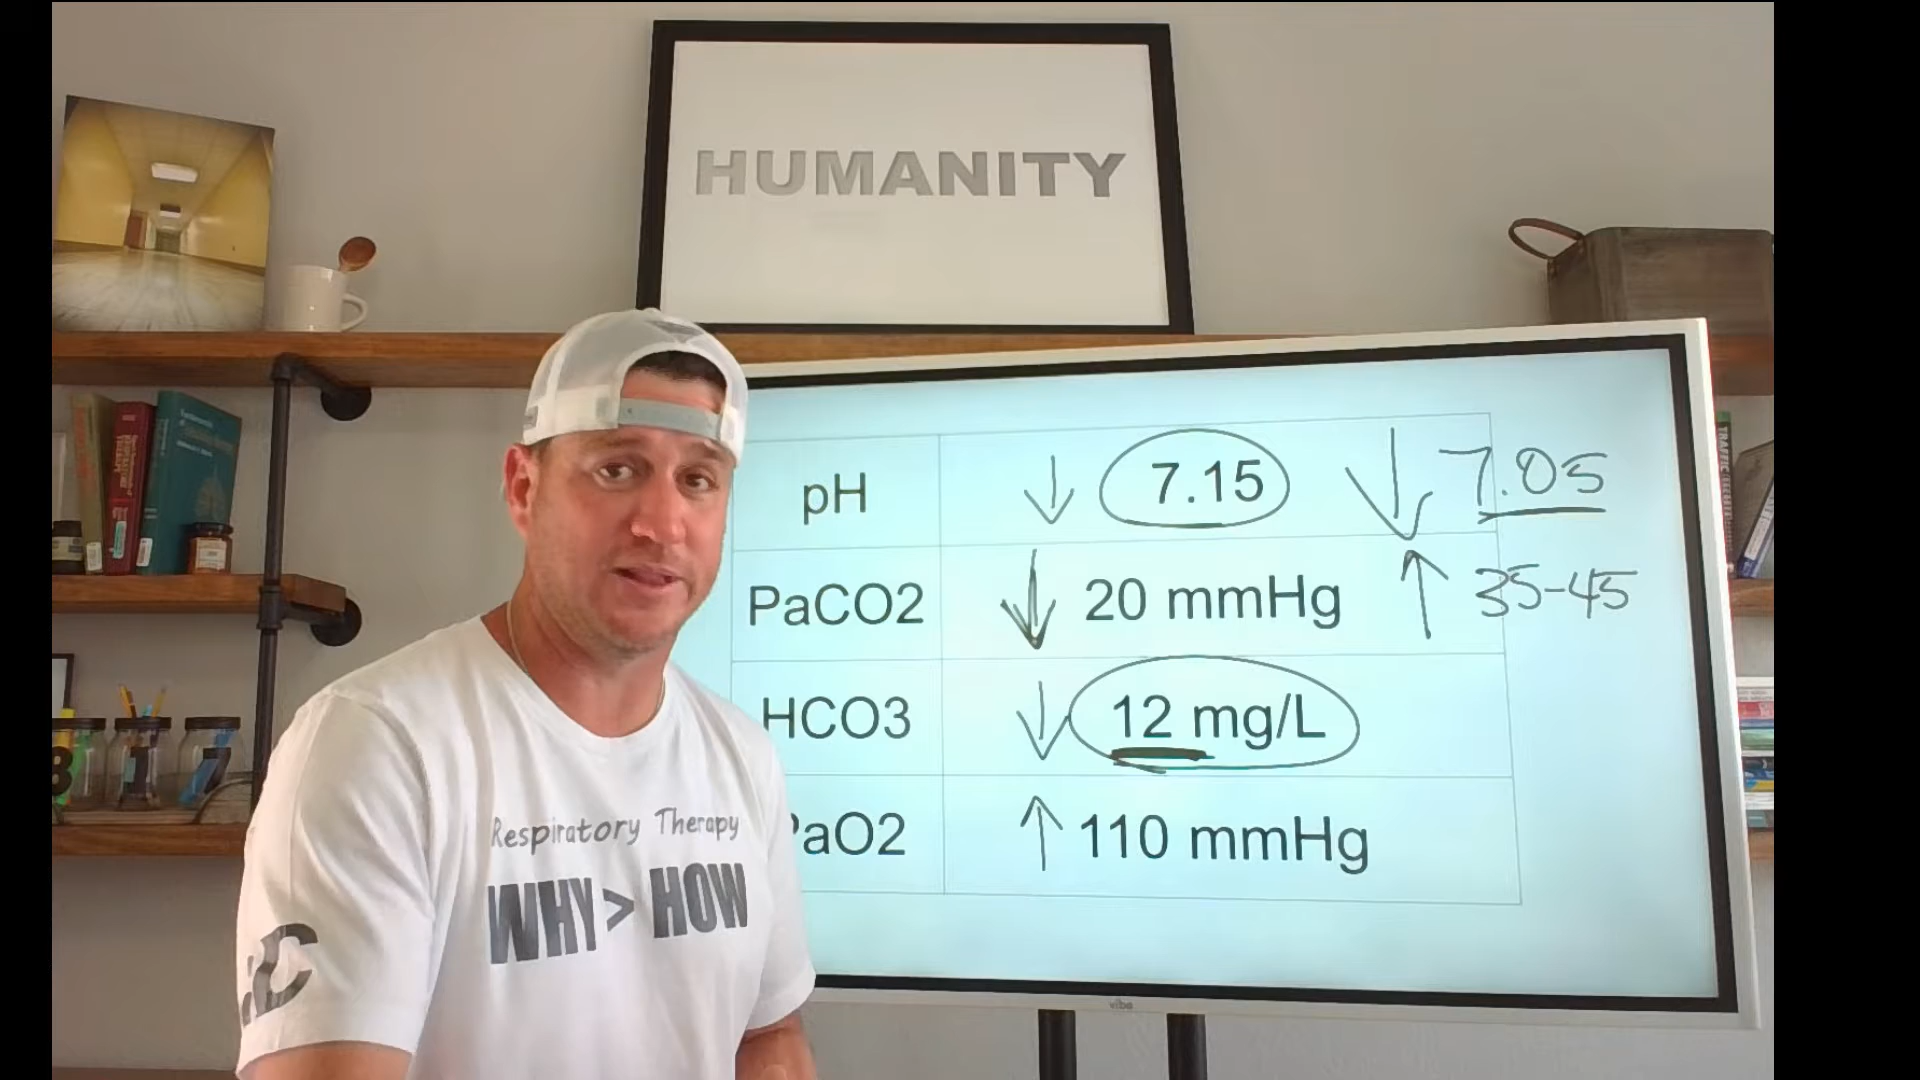 HUMANITY
pH ↓ 7.15 ↓ 7.05
PaCO2 ↓ 20 mmHg ↑ 35-45
HCO3 ↓ 12 mg/L
PaO2 ↑ 110 mmHg
Respiratory Therapy
WHY > HOW
vibe